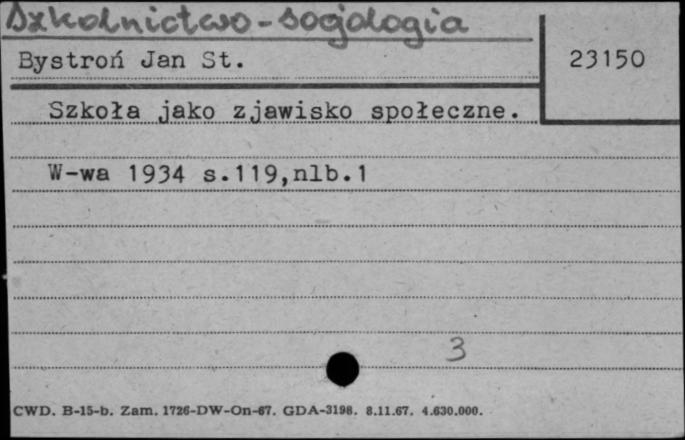 Szkolnictwo - socjologia
Bystroń Jan St.
23150
Szkoła jako zjawisko społeczne.
W-wa 1934 s.119,nlb.1
3
CWD. B-15-b. Zam. 1726-DW-On-67. GDA-3198. 8.11.67. 4.630.000.